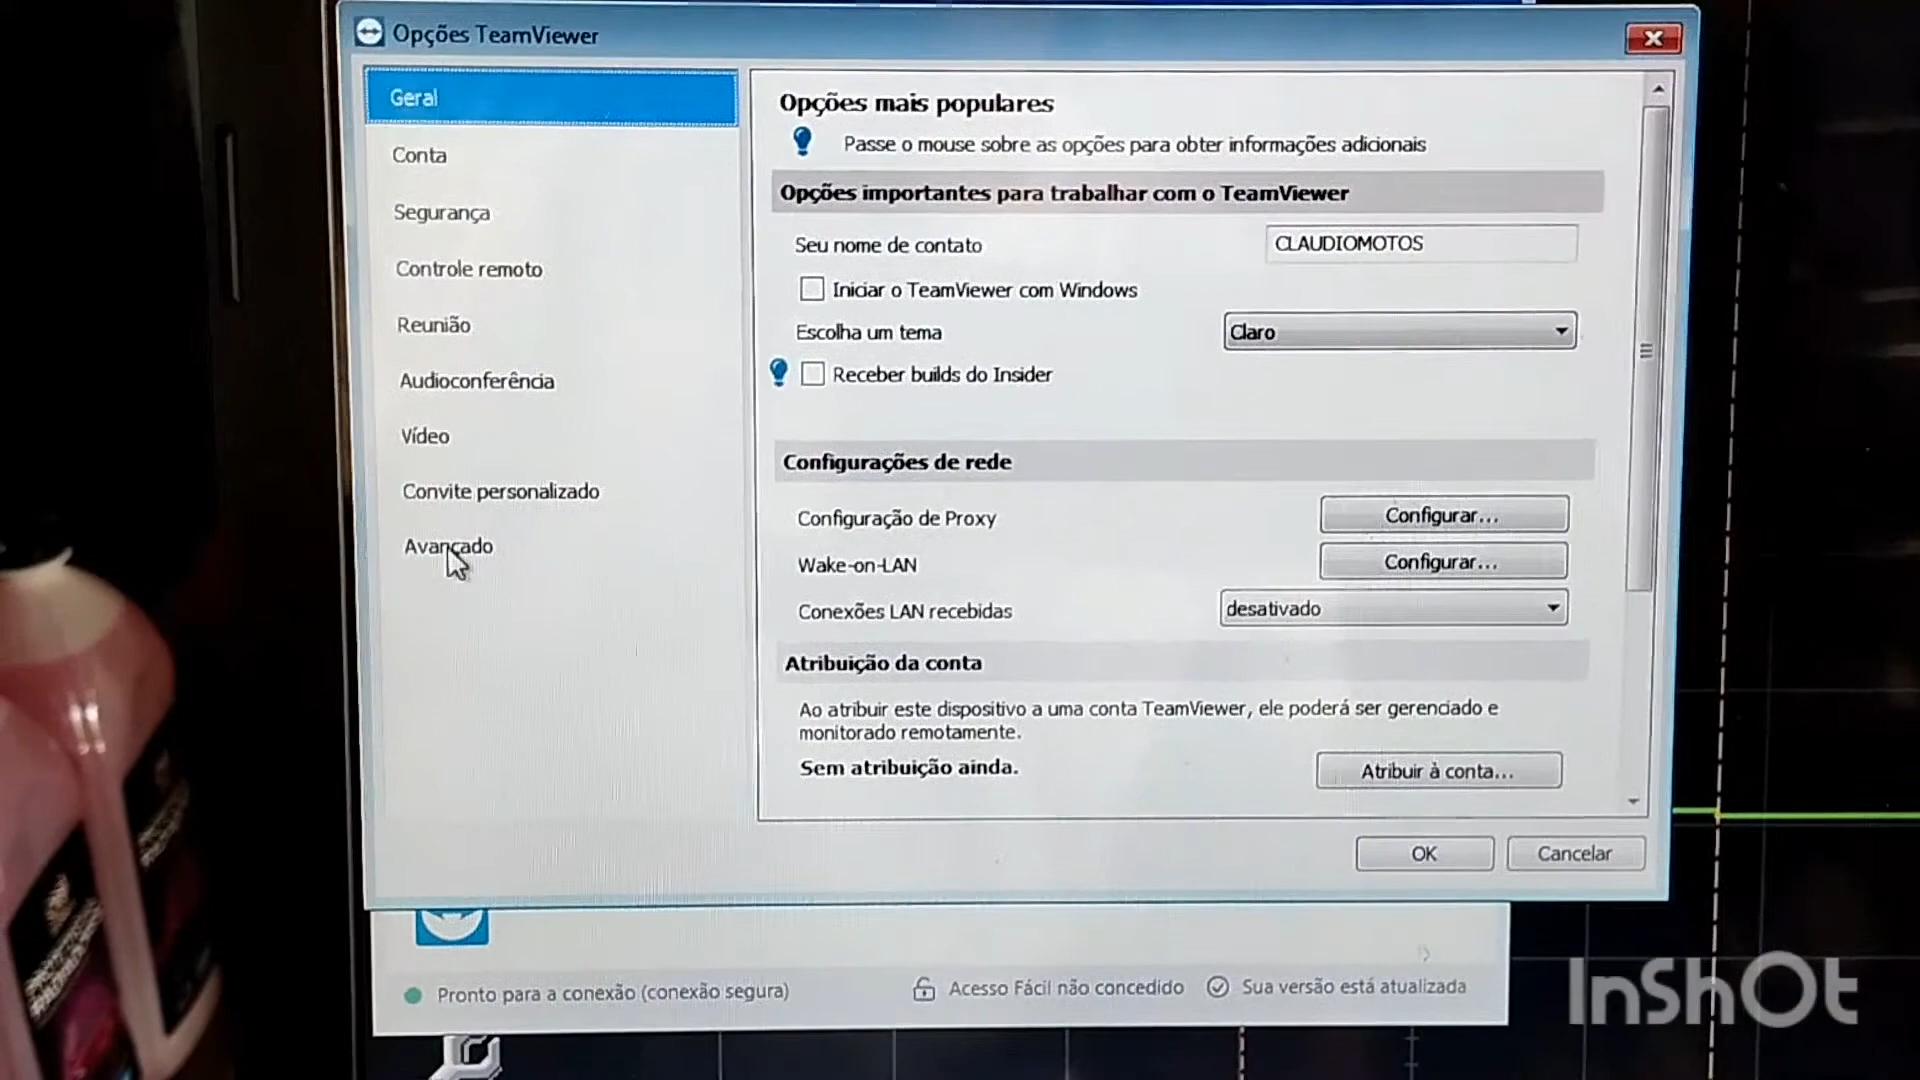 Opções TeamViewer
Geral
Conta
Segurança
Controle remoto
Reunião
Audioconferência
Vídeo
Convite personalizado
Avançado
Opções mais populares
Passe o mouse sobre as opções para obter informações adicionais
Opções importantes para trabalhar com o TeamViewer
Seu nome de contato CLAUDIOMOTOS
Iniciar o TeamViewer com Windows
Escolha um tema Claro
Receber builds do Insider
Configurações de rede
Configuração de Proxy Configurar...
Wake-on-LAN Configurar...
Conexões LAN recebidas desativado
Atribuição da conta
Ao atribuir este dispositivo a uma conta TeamViewer, ele poderá ser gerenciado e
monitorado remotamente.
Sem atribuição ainda. Atribuir à conta...
OK Cancelar
Pronto para a conexão (conexão segura) Acesso Fácil não concedido Sua versão está atualizada
InShOt